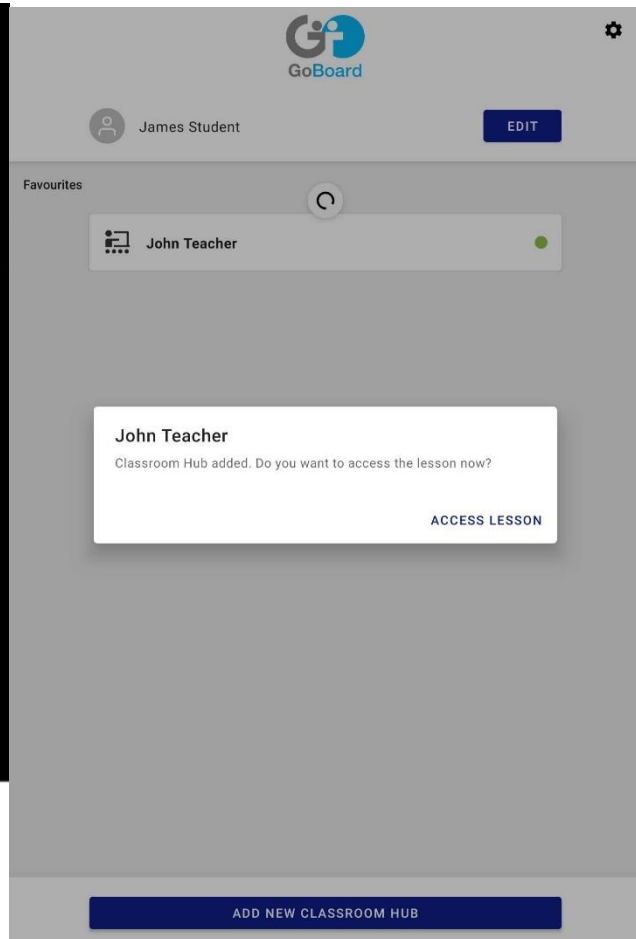 GoBoard
James Student
EDIT
Favourites
John Teacher
John Teacher
Classroom Hub added. Do you want to access the lesson now?
ACCESS LESSON
ADD NEW CLASSROOM HUB